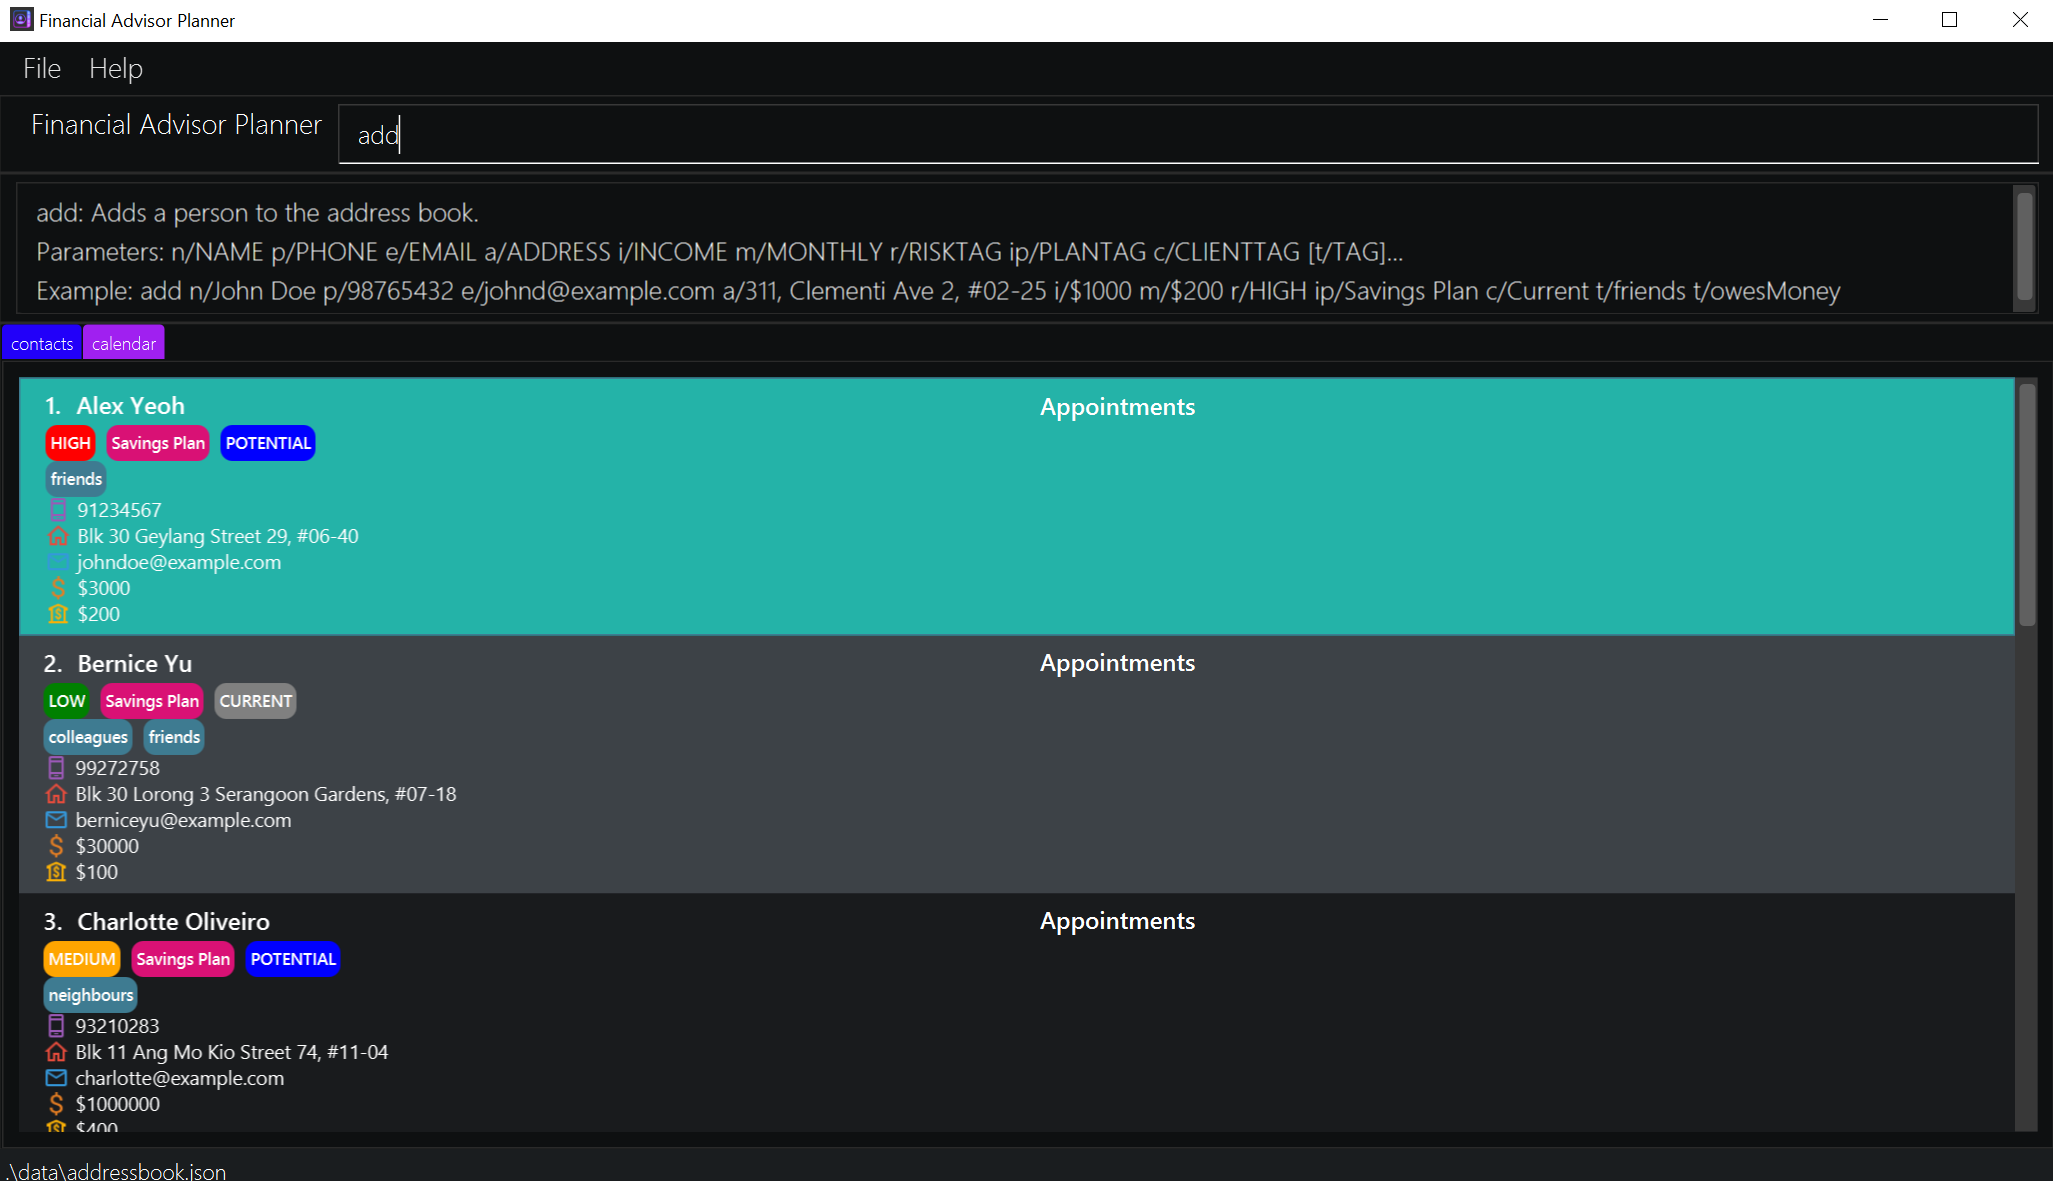 Financial Advisor Planner
File Help
Financial Advisor Planner add
add: Adds a person to the address book.
Parameters: n/NAME p/PHONE e/EMAIL a/ADDRESS i/INCOME m/MONTHLY r/RISKTAG ip/PLANTAG c/CLIENTTAG [t/TAG]...
Example: add n/John Doe p/98765432 e/johnd@example.com a/311, Clementi Ave 2, #02-25 i/$1000 m/$200 r/HIGH ip/Savings Plan c/Current t/friends t/owesMoney
contacts calendar
1. Alex Yeoh Appointments
HIGH Savings Plan POTENTIAL
friends
91234567
Blk 30 Geylang Street 29, #06-40
johndoe@example.com
$3000
$200
2. Bernice Yu Appointments
LOW Savings Plan CURRENT
colleagues friends
99272758
Blk 30 Lorong 3 Serangoon Gardens, #07-18
berniceyu@example.com
$30000
$100
3. Charlotte Oliveiro Appointments
MEDIUM Savings Plan POTENTIAL
neighbours
93210283
Blk 11 Ang Mo Kio Street 74, #11-04
charlotte@example.com
$1000000
$400
.\data\addressbook.json